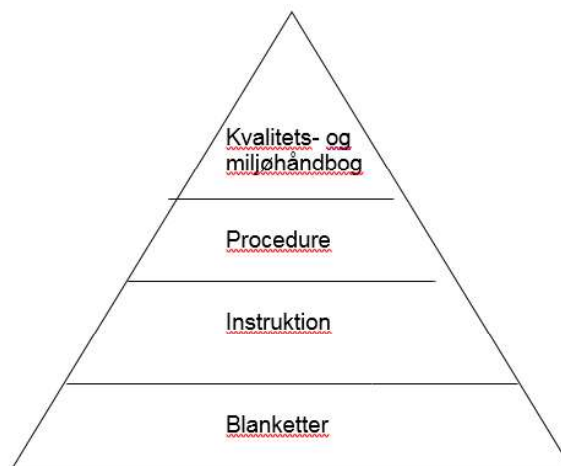 Kvalitets- og
miljøhåndbog
Procedure
Instruktion
Blanketter